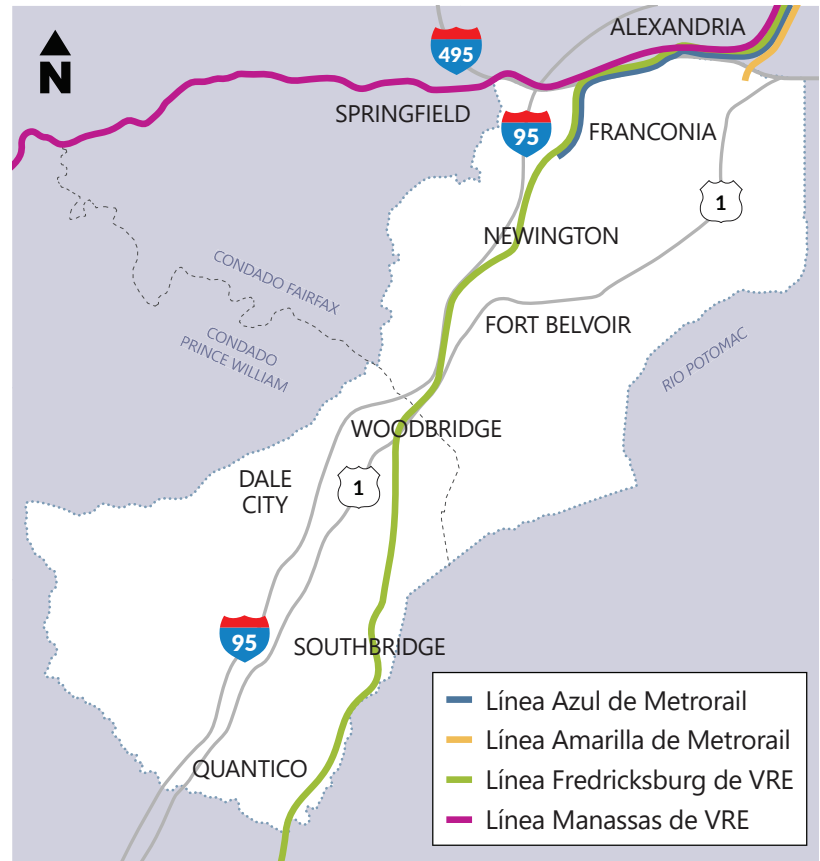 ALEXANDRIA
495
N
SPRINGFIELD
95
FRANCONIA
1
NEWINGTON
CONDADO FAIRFAX
CONDADO
PRINCE WILLIAM
FORT BELVOIR
RIO POTOMAC
WOODBRIDGE
DALE
CITY
1
95
SOUTHBRIDGE
QUANTICO
Línea Azul de Metrorail
Línea Amarilla de Metrorail
Línea Fredricksburg de VRE
Línea Manassas de VRE